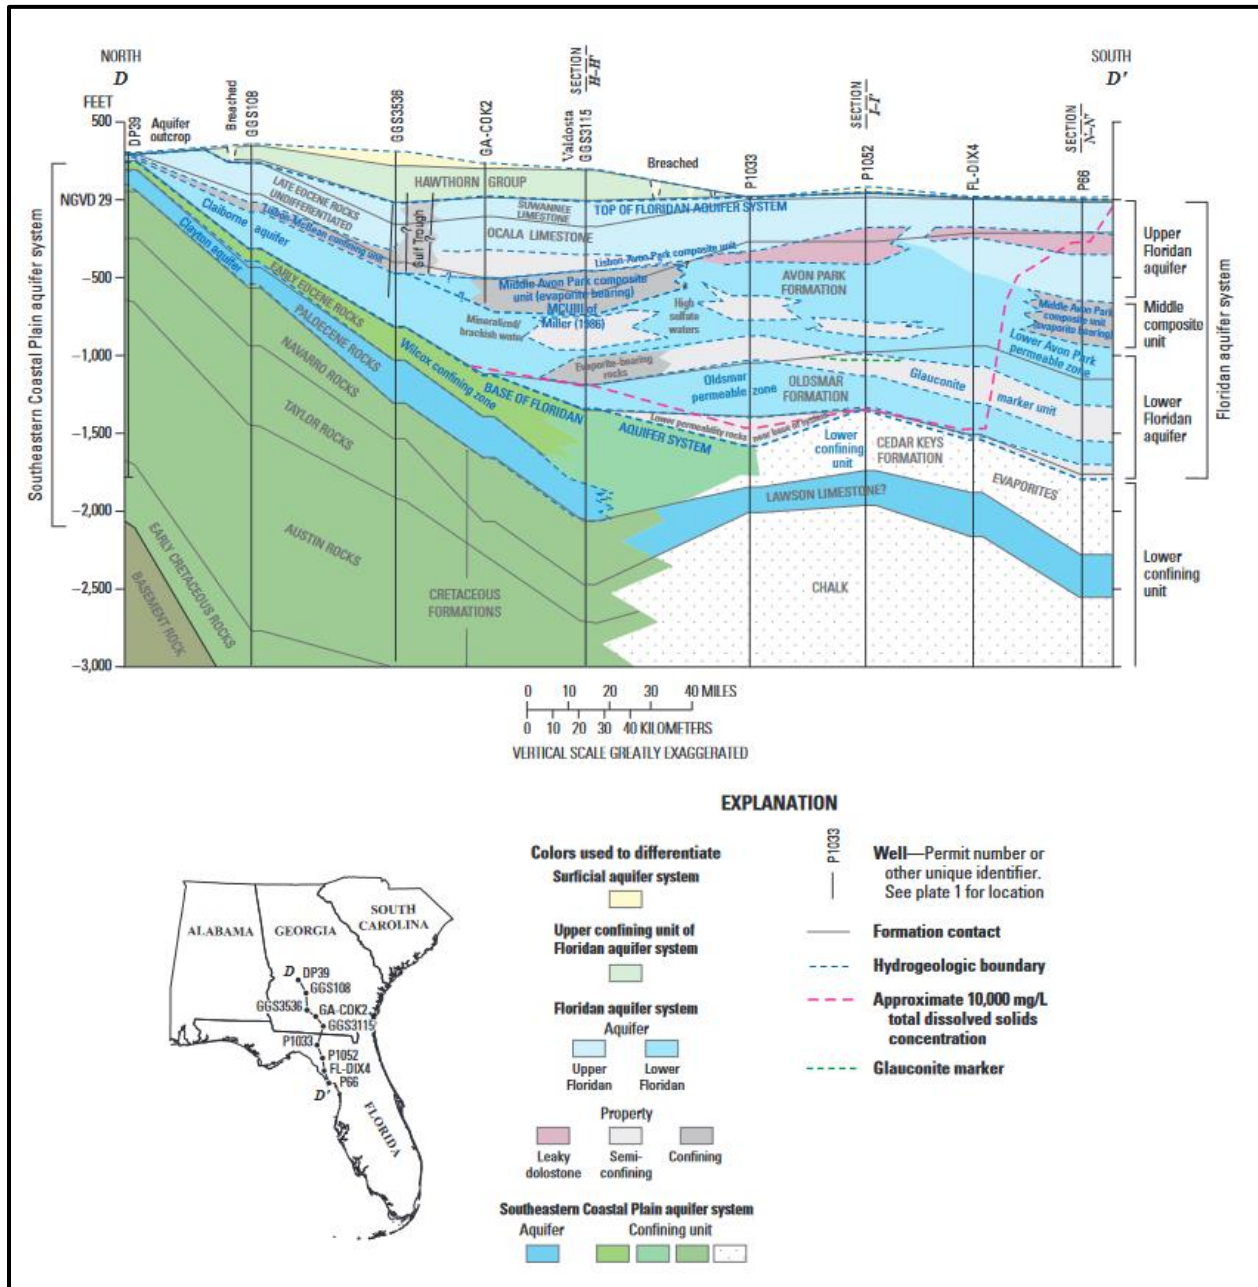 NORTH
D
SOUTH
D'
FEET
DP39
Aquifer
outcrop
Breached
GGS108
GGS3536
GA-COK2
Valdosta
GGS3115
SECTION
H–H'
Breached
P1033
P1052
SECTION
I–I'
FL-DIX4
P66
SECTION
N–N'
500
NGVD 29
–500
–1,000
–1,500
–2,000
–2,500
–3,000
Southeastern Coastal Plain aquifer system
HAWTHORN GROUP
LATE EOCENE ROCKS
UNDIFFERENTIATED
Lisbon-McBean confining unit
Claiborne
aquifer
Clayton aquifer
Gulf Trough
SUWANNEE
LIMESTONE
TOP OF FLORIDAN AQUIFER SYSTEM
OCALA LIMESTONE
Lisbon-Avon Park composite unit
Middle Avon Park composite
unit (evaporite bearing)
MCUIII of
Miller (1986)
Mineralized/
brackish water
High
sulfate
waters
AVON PARK
FORMATION
Evaporite-bearing
rocks
EARLY EOCENE ROCKS
PALEOCENE ROCKS
NAVARRO ROCKS
TAYLOR ROCKS
AUSTIN ROCKS
EARLY CRETACEOUS ROCKS
BASEMENT ROCK
Wilcox confining zone
BASE OF FLORIDAN
AQUIFER SYSTEM
Lower permeability rocks near base of system
Oldsmar
permeable zone
OLDSMAR
FORMATION
Glauconite
marker unit
Middle Avon Park
composite unit
(evaporite bearing)
Lower Avon Park
permeable zone
Lower
confining
unit
CEDAR KEYS
FORMATION
EVAPORITES
LAWSON LIMESTONE?
CHALK
CRETACEOUS
FORMATIONS
Upper
Floridan
aquifer
Middle
composite
unit
Lower
Floridan
aquifer
Lower
confining
unit
Floridan aquifer system
0 10 20 30 40 MILES
0 10 20 30 40 KILOMETERS
VERTICAL SCALE GREATLY EXAGGERATED
EXPLANATION
Colors used to differentiate
Surficial aquifer system
Upper confining unit of
Floridan aquifer system
Floridan aquifer system
Aquifer
Upper
Floridan
Lower
Floridan
Property
Leaky
dolostone
Semi-
confining
Confining
Southeastern Coastal Plain aquifer system
Aquifer
Confining unit
P1033
Well—Permit number or
other unique identifier.
See plate 1 for location
Formation contact
Hydrogeologic boundary
Approximate 10,000 mg/L
total dissolved solids
concentration
Glauconite marker
ALABAMA
GEORGIA
SOUTH
CAROLINA
D
DP39
GGS108
GGS3536
GA-COK2
GGS3115
P1033
P1052
FL-DIX4
P66
D'
FLORIDA